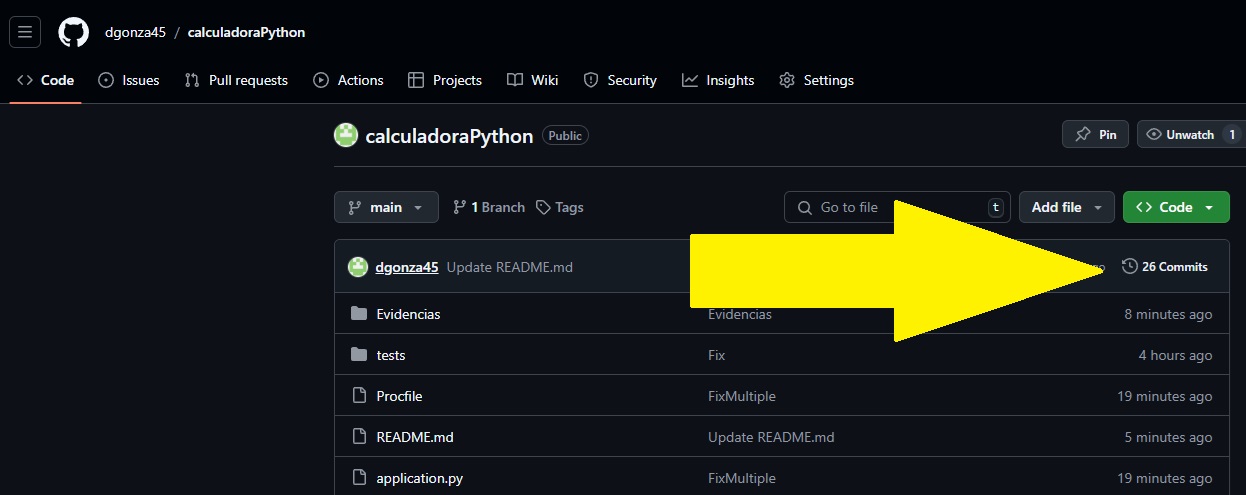 dgonza45 / calculadoraPython
Code Issues Pull requests Actions Projects Wiki Security Insights Settings
calculadoraPython Public Pin Unwatch 1
main 1 Branch Tags Go to file t Add file Code
dgonza45 Update README.md 26 Commits
Evidencias Evidencias 8 minutes ago
tests Fix 4 hours ago
Procfile FixMultiple 19 minutes ago
README.md Update README.md 5 minutes ago
application.py FixMultiple 19 minutes ago